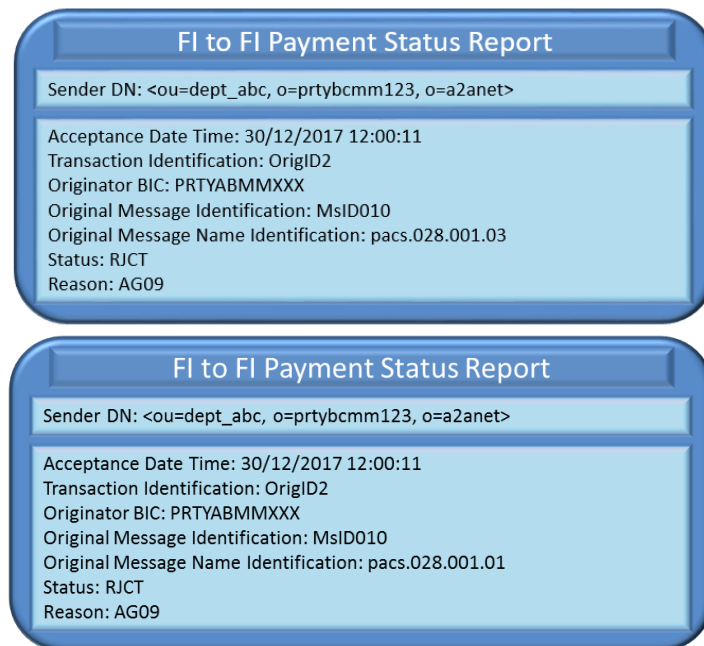 FI to FI Payment Status Report
Sender DN: <ou=dept_abc, o=prtybcmm123, o=a2anet>
Acceptance Date Time: 30/12/2017 12:00:11
Transaction Identification: OrigID2
Originator BIC: PRTYABMMXXX
Original Message Identification: MsID010
Original Message Name Identification: pacs.028.001.03
Status: RJCT
Reason: AG09
FI to FI Payment Status Report
Sender DN: <ou=dept_abc, o=prtybcmm123, o=a2anet>
Acceptance Date Time: 30/12/2017 12:00:11
Transaction Identification: OrigID2
Originator BIC: PRTYABMMXXX
Original Message Identification: MsID010
Original Message Name Identification: pacs.028.001.01
Status: RJCT
Reason: AG09